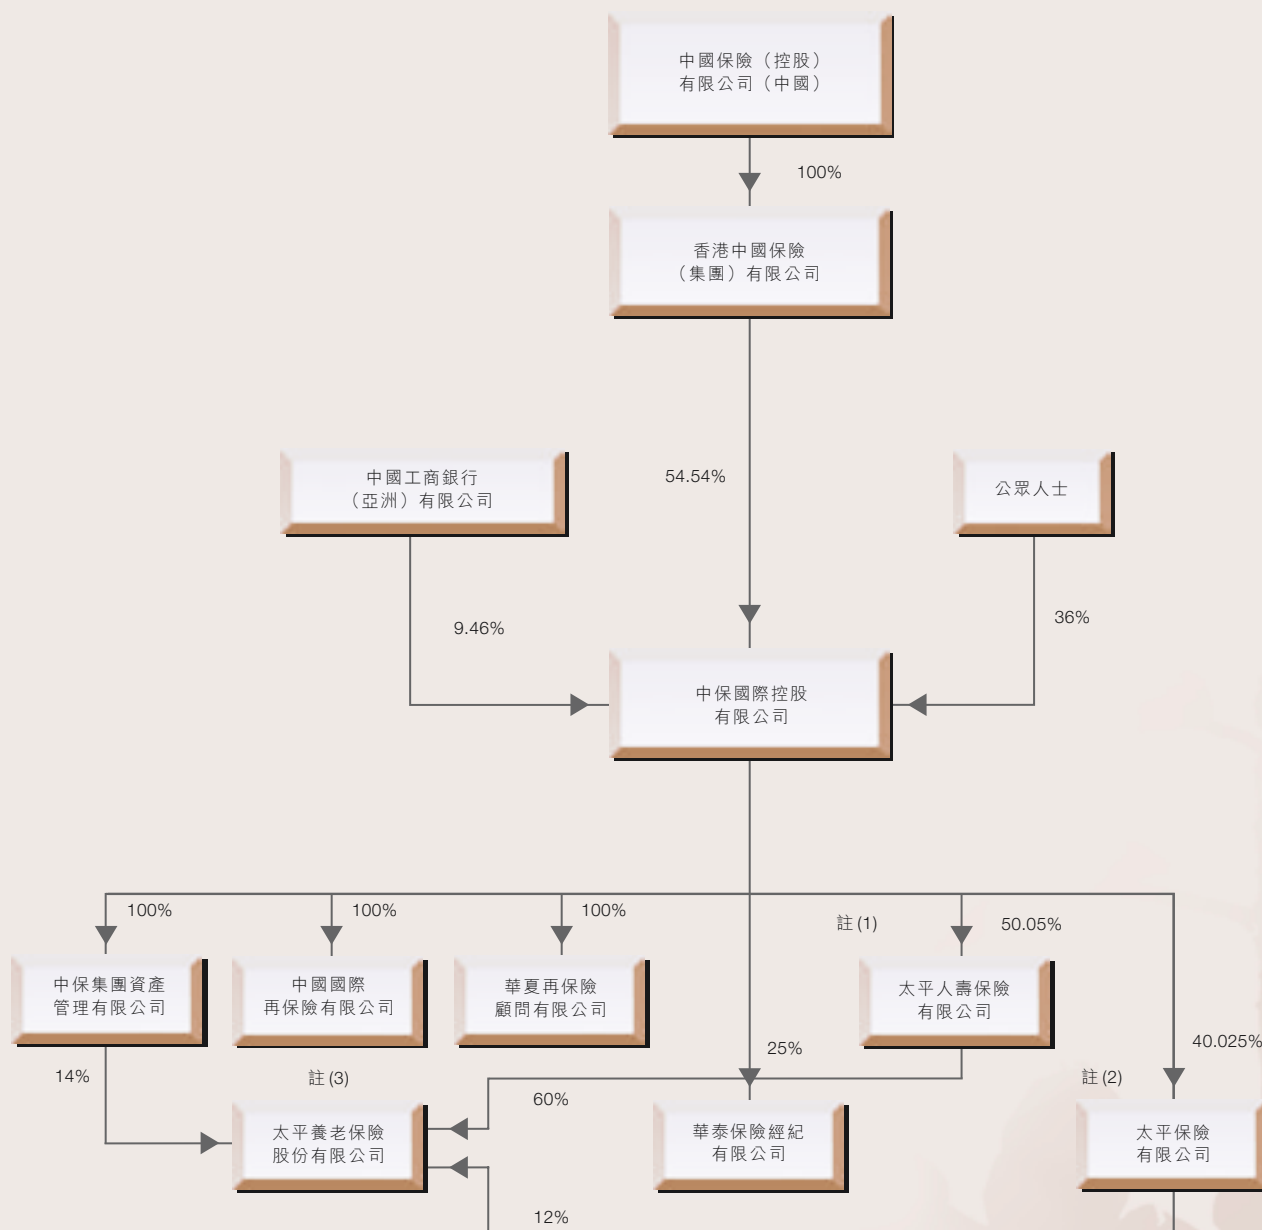 中國保險（控股）
有限公司（中國）
100%
香港中國保險
（集團）有限公司
中國工商銀行
（亞洲）有限公司
54.54%
公眾人士
9.46%
36%
中保國際控股
有限公司
100%
100%
100%
註 (1)
50.05%
中保集團資產
管理有限公司
中國國際
再保險有限公司
華夏再保險
顧問有限公司
太平人壽保險
有限公司
25%
40.025%
14%
註 (3)
60%
註 (2)
太平養老保險
股份有限公司
華泰保險經紀
有限公司
太平保險
有限公司
12%